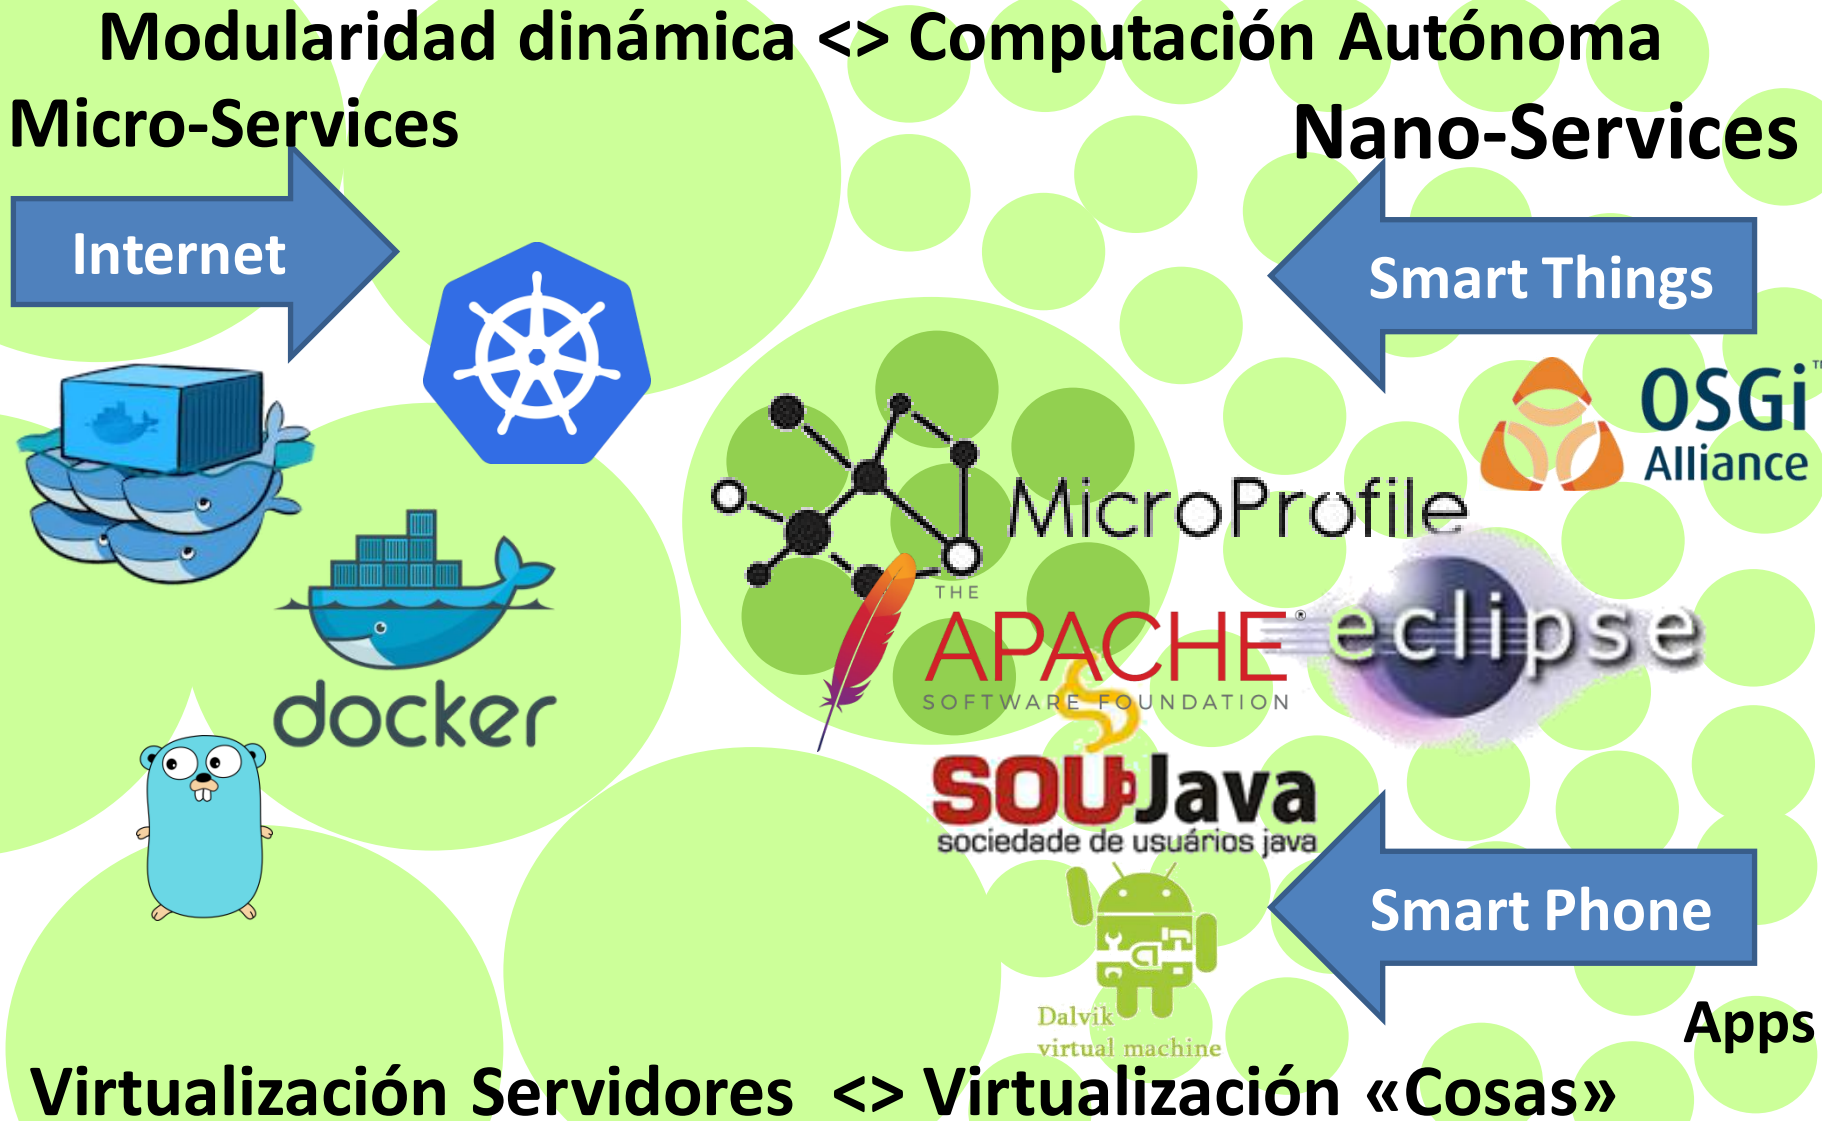 Modularidad dinámica <> Computación Autónoma
Micro-Services
Nano-Services
Internet
Smart Things
OSGi™
Alliance
MicroProfile
THE
APACHE®
SOFTWARE FOUNDATION
eclipse
docker
SOUJava
sociedade de usuários java
Smart Phone
Dalvik
virtual machine
Apps
Virtualización Servidores <> Virtualización «Cosas»